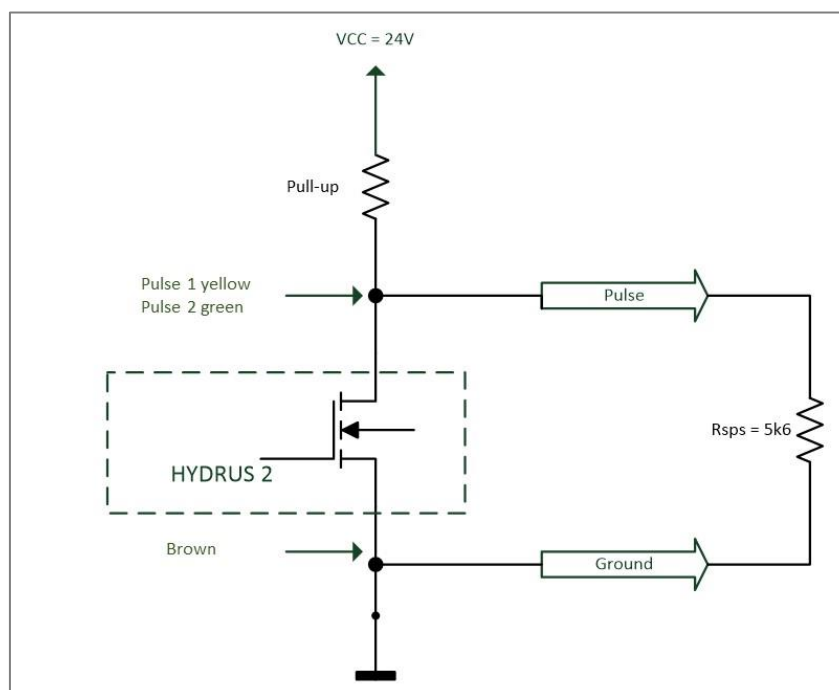 VCC = 24V
Pull-up
Pulse 1 yellow
Pulse 2 green
Pulse
Rsps = 5k6
HYDRUS 2
Brown
Ground